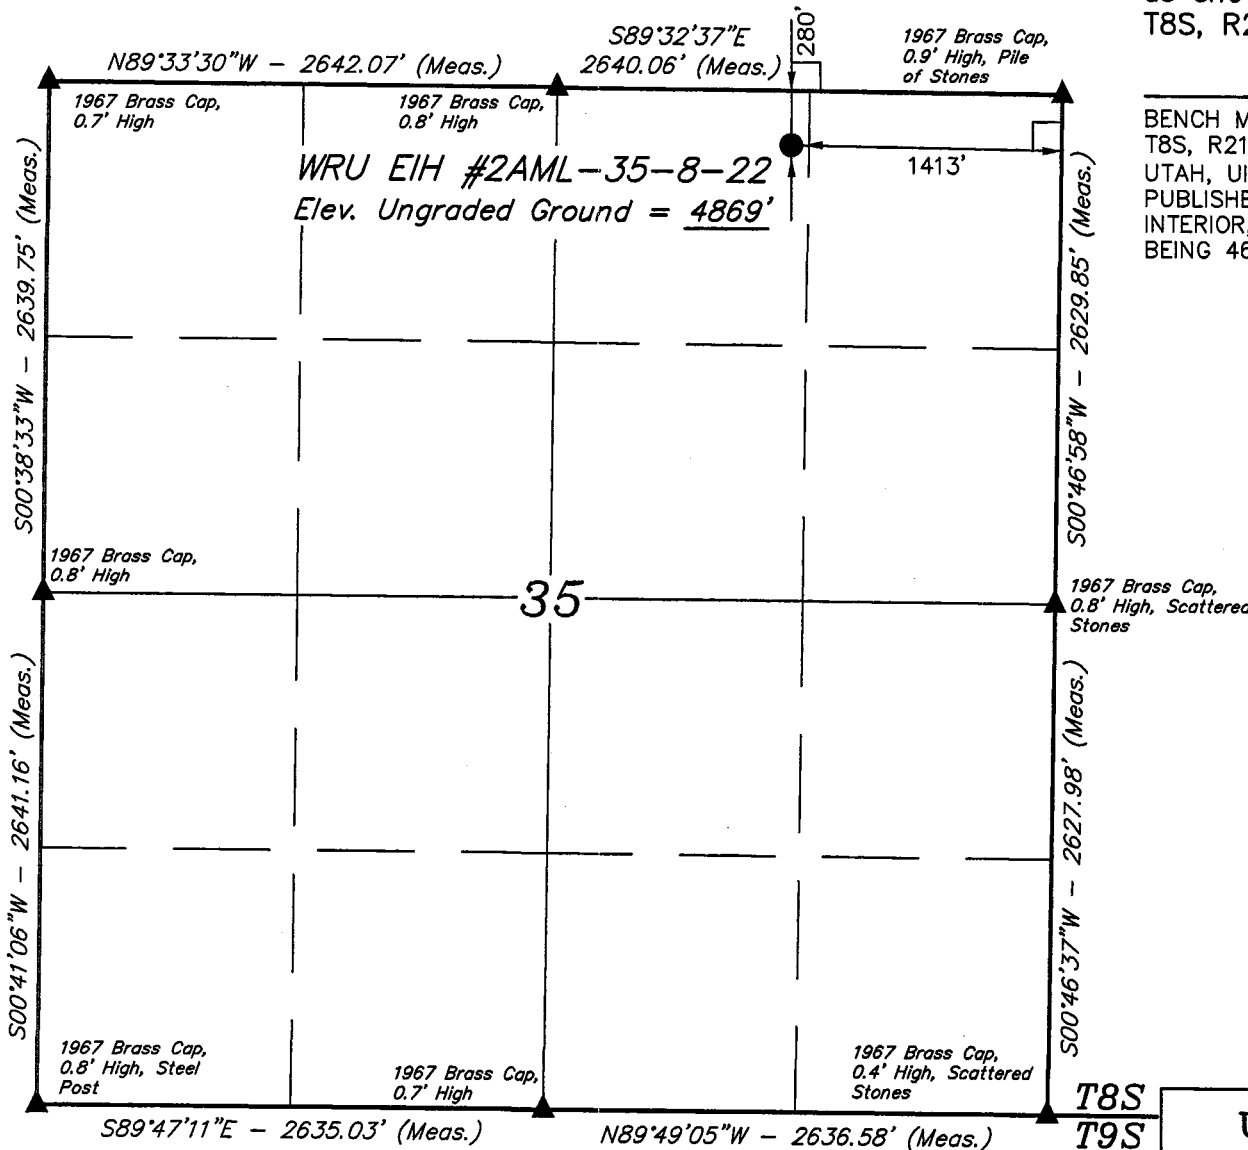 T8S, R2
N89°33'30"W - 2642.07' (Meas.)
S89°32'37"E
2640.06' (Meas.)
280'
1967 Brass Cap,
0.9' High, Pile
of Stones
1967 Brass Cap,
0.7' High
1967 Brass Cap,
0.8' High
BENCH M
T8S, R21
UTAH, UI
PUBLISHE
INTERIOR,
BEING 46
1413'
WRU EIH #2AML-35-8-22
Elev. Ungraded Ground = 4869'
S00°38'33"W - 2639.75' (Meas.)
S00°46'58"W - 2629.85' (Meas.)
1967 Brass Cap,
0.8' High
35
1967 Brass Cap,
0.8' High, Scattered
Stones
S00°41'06"W - 2641.16' (Meas.)
S00°46'37"W - 2627.98' (Meas.)
1967 Brass Cap,
0.8' High, Steel
Post
1967 Brass Cap,
0.7' High
1967 Brass Cap,
0.4' High, Scattered
Stones
S89°47'11"E - 2635.03' (Meas.)
N89°49'05"W - 2636.58' (Meas.)
T8S
T9S